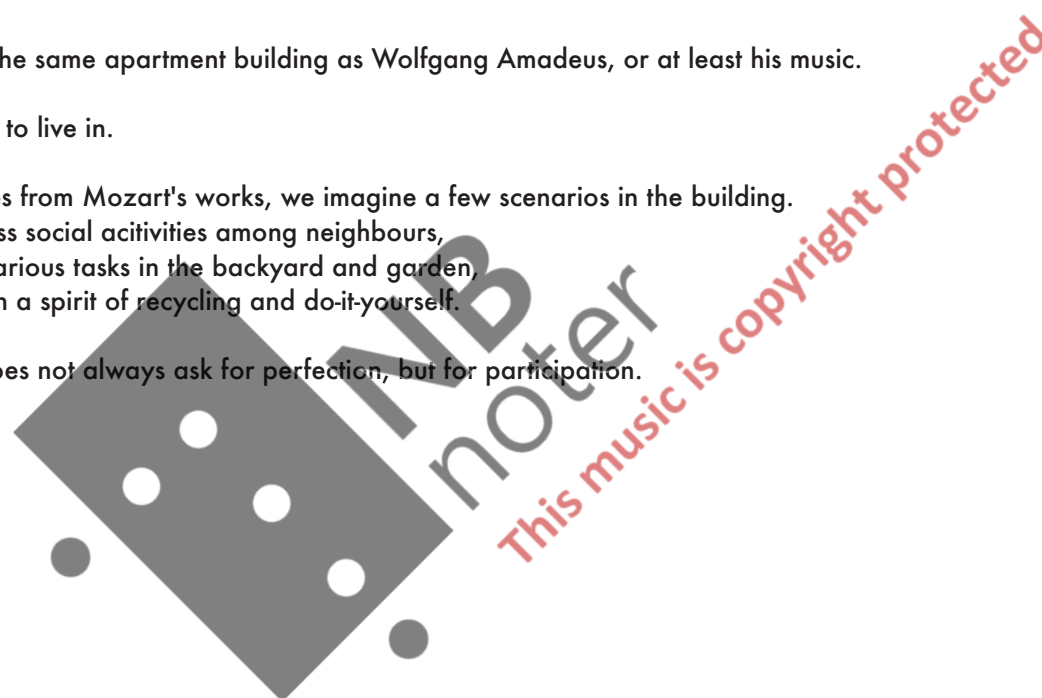 he same apartment building as Wolfgang Amadeus, or at least his music.
to live in.
es from Mozart's works, we imagine a few scenarios in the building.
ss social acitivities among neighbours,
arious tasks in the backyard and garden,
n a spirit of recycling and do-it-yourself.
oes not always ask for perfection, but for participation.
NB
noter
This music is copyright protected